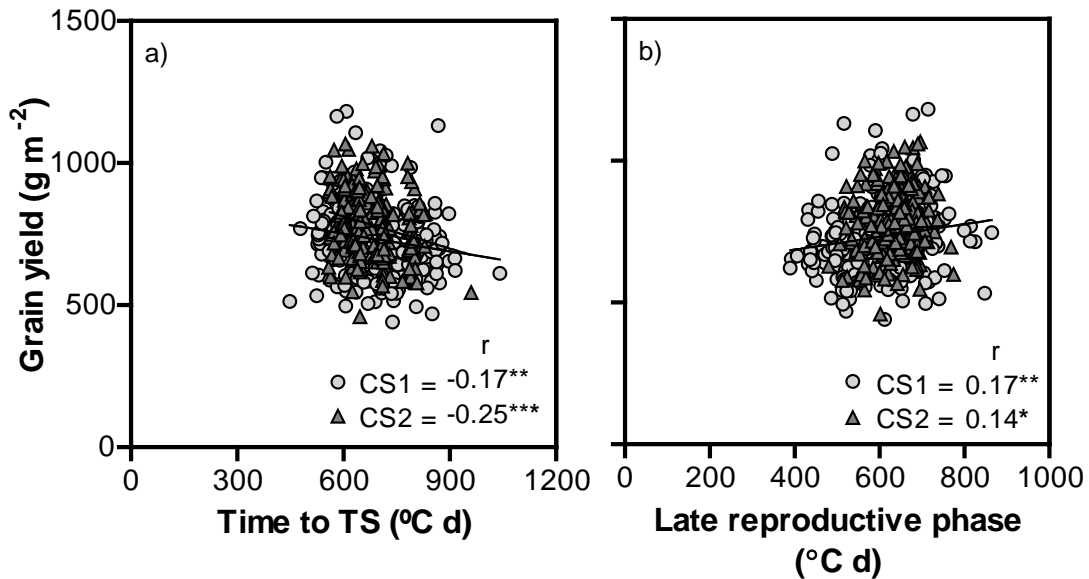 a)
b)
1500
1000
500
0
Grain yield (g m⁻²)
r
CS1 = -0.17**
CS2 = -0.25***
r
CS1 = 0.17**
CS2 = 0.14*
0 300 600 900 1200
0 200 400 600 800 1000
Time to TS (ºC d)
Late reproductive phase
(°C d)